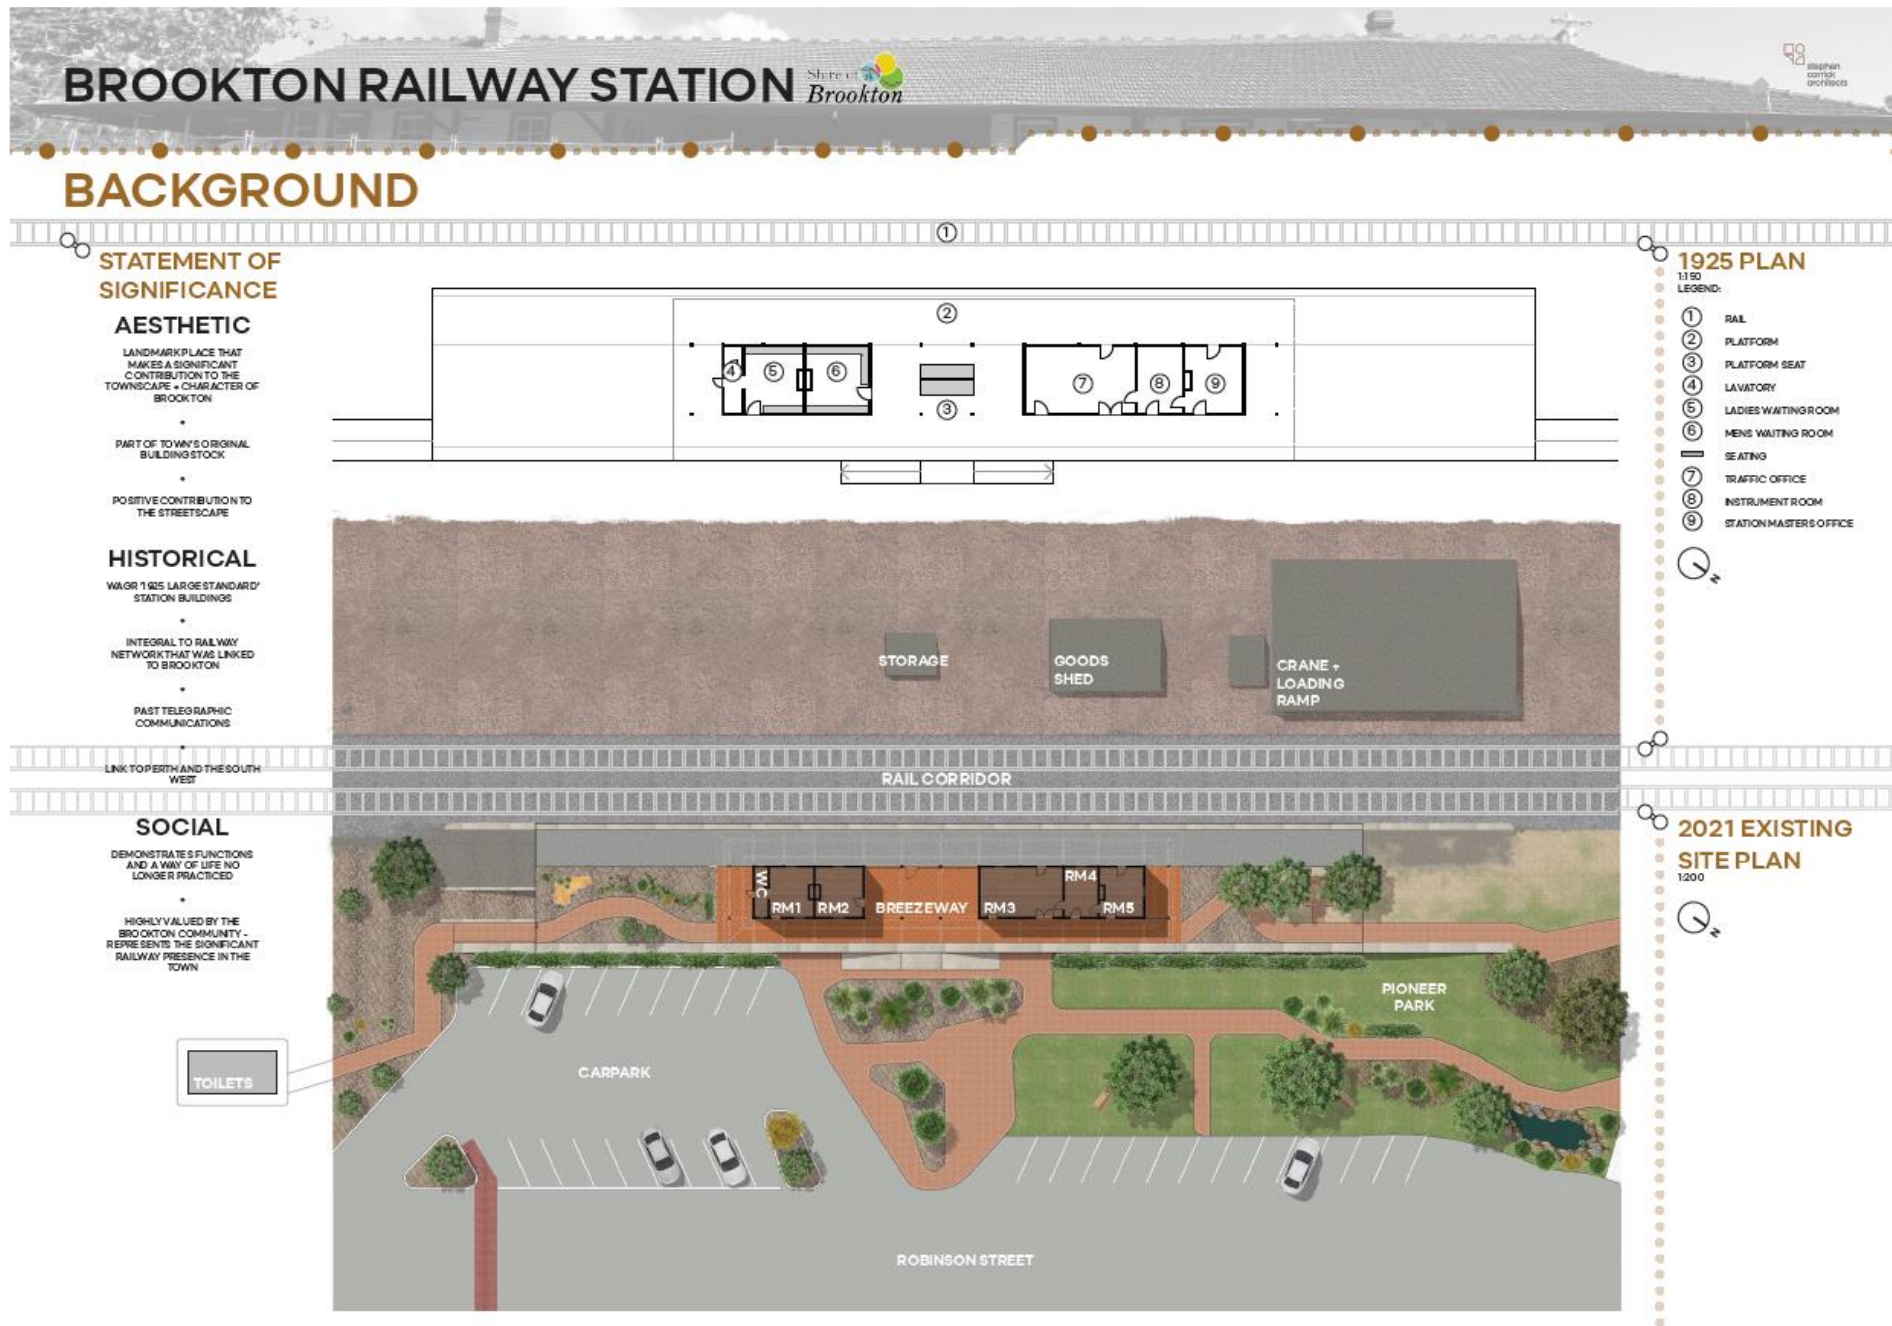 BROOKTON RAILWAY STATION
Shire of
Brookton
stephen
carrick
architects
BACKGROUND
1
STATEMENT OF
SIGNIFICANCE
AESTHETIC
LANDMARK PLACE THAT
MAKES A SIGNIFICANT
CONTRIBUTION TO THE
TOWNSCAPE + CHARACTER OF
BROOKTON
PART OF TOWN'S ORIGINAL
BUILDING STOCK
POSITIVE CONTRIBUTION TO
THE STREETSCAPE
HISTORICAL
WAGR '1925 LARGE STANDARD'
STATION BUILDINGS
INTEGRAL TO RAILWAY
NETWORK THAT WAS LINKED
TO BROOKTON
PAST TELEGRAPHIC
COMMUNICATIONS
LINK TO PERTH AND THE SOUTH
WEST
SOCIAL
DEMONSTRATES FUNCTIONS
AND A WAY OF LIFE NO
LONGER PRACTICED
HIGHLY VALUED BY THE
BROOKTON COMMUNITY -
REPRESENTS THE SIGNIFICANT
RAILWAY PRESENCE IN THE
TOWN
2
4 5 6 7 8 9
3
1925 PLAN
1:150
LEGEND:
1 RAIL
2 PLATFORM
3 PLATFORM SEAT
4 LAVATORY
5 LADIES WAITING ROOM
6 MENS WAITING ROOM
SEATING
7 TRAFFIC OFFICE
8 INSTRUMENT ROOM
9 STATION MASTERS OFFICE
N
STORAGE
GOODS
SHED
CRANE +
LOADING
RAMP
RAIL CORRIDOR
2021 EXISTING
SITE PLAN
1:200
N
WC
RM1
RM2
BREEZEWAY
RM3
RM4
RM5
PIONEER
PARK
CARPARK
TOILETS
ROBINSON STREET